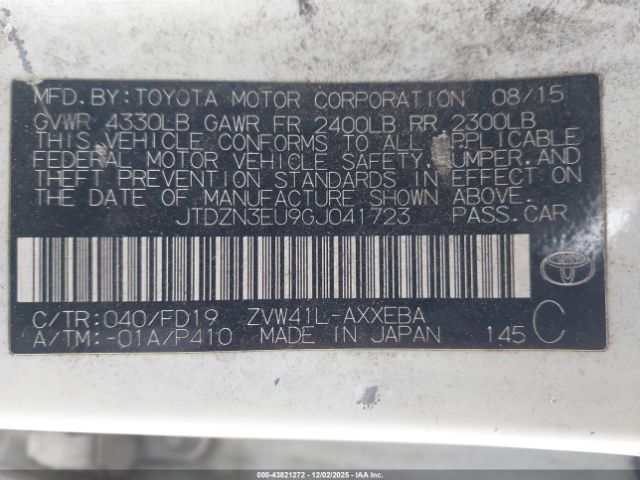 MFD. BY: TOYOTA MOTOR CORPORATION 08/15
GVWR 4330LB GAWR FR 2400LB RR 2300LB
THIS VEHICLE CONFORMS TO ALL APPLICABLE
FEDERAL MOTOR VEHICLE SAFETY, BUMPER, AND
THEFT PREVENTION STANDARDS IN EFFECT ON
THE DATE OF MANUFACTURE SHOWN ABOVE.
JTDZN3EU9GJ041723 PASS. CAR
C/TR: 040/FD19 ZVW41L-AXXEBA
A/TM: -01A/P410 MADE IN JAPAN 145 C
TOYOTA
000-43821272 • 12/02/2025 • IAAI.COM